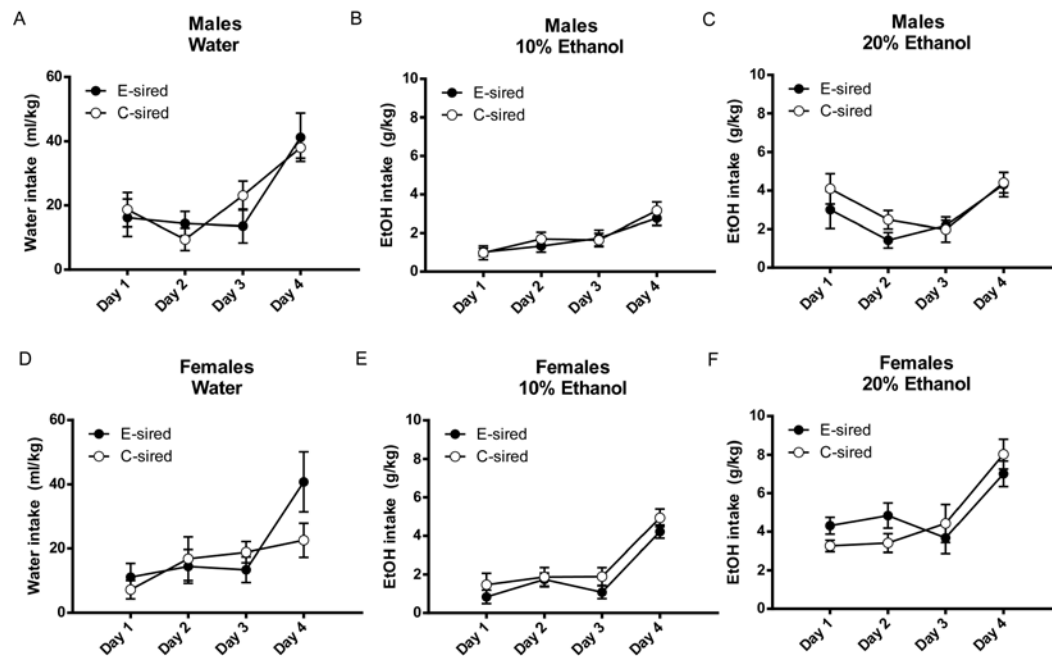 A
Males
Water
60
40
20
0
Water intake (ml/kg)
E-sired
C-sired
Day 1
Day 2
Day 3
Day 4
B
Males
10% Ethanol
10
8
6
4
2
0
EtOH intake (g/kg)
E-sired
C-sired
Day 1
Day 2
Day 3
Day 4
C
Males
20% Ethanol
10
8
6
4
2
0
EtOH intake (g/kg)
E-sired
C-sired
Day 1
Day 2
Day 3
Day 4
D
Females
Water
60
40
20
0
Water intake (ml/kg)
E-sired
C-sired
Day 1
Day 2
Day 3
Day 4
E
Females
10% Ethanol
10
8
6
4
2
0
EtOH intake (g/kg)
E-sired
C-sired
Day 1
Day 2
Day 3
Day 4
F
Females
20% Ethanol
10
8
6
4
2
0
EtOH intake (g/kg)
E-sired
C-sired
Day 1
Day 2
Day 3
Day 4